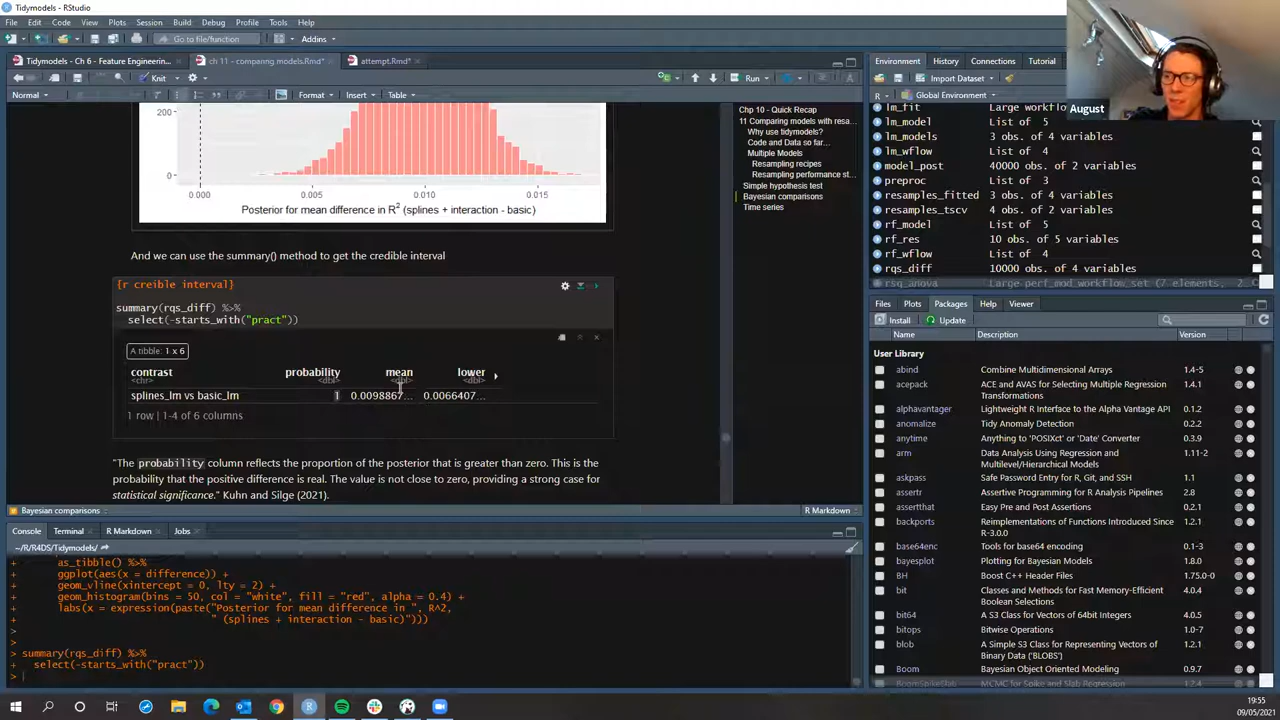 Tidymodels - RStudio
File Edit Code View Plots Session Build Debug Profile Tools Help
Go to file/function Addins
Tidymodels - Ch 6 - Feature Engineerin... ch 11 - comparing models.Rmd* attempt.Rmd*
Knit Run
Normal Format Insert Table
200
0
0.000 0.005 0.010 0.015
Posterior for mean difference in R2 (splines + interaction - basic)
And we can use the summary() method to get the credible interval
{r creible interval}
summary(rqs_diff) %>%
select(-starts_with("pract"))
A tibble: 1 x 6
contrast probability mean lower
<chr> <dbl> <dbl> <dbl>
splines_lm vs basic_lm 1 0.0098867... 0.0066407...
1 row | 1-4 of 6 columns
"The probability column reflects the proportion of the posterior that is greater than zero. This is the
probability that the positive difference is real. The value is not close to zero, providing a strong case for
statistical significance." Kuhn and Silge (2021).
Bayesian comparisons R Markdown
Chp 10 - Quick Recap
11 Comparing models with resa...
Why use tidymodels?
Code and Data so far...
Multiple Models
Resampling recipes
Resampling performance st...
Simple hypothesis test
Bayesian comparisons
Time series
Console Terminal R Markdown Jobs
~/R/R4DS/Tidymodels/
+ as_tibble() %>%
+ ggplot(aes(x = difference)) +
+ geom_vline(xintercept = 0, lty = 2) +
+ geom_histogram(bins = 50, col = "white", fill = "red", alpha = 0.4) +
+ labs(x = expression(paste("Posterior for mean difference in ", R^2,
+ " (splines + interaction - basic)")))
>
>
> summary(rqs_diff) %>%
+ select(-starts_with("pract"))
>
Environment History Connections Tutorial
Import Dataset
R Global Environment
lm_fit Large workflo
lm_model List of 5
lm_models 3 obs. of 4 variables
lm_wflow List of 4
model_post 40000 obs. of 2 variables
preproc List of 3
resamples_fitted 3 obs. of 4 variables
resamples_tscv 4 obs. of 2 variables
rf_model List of 5
rf_res 10 obs. of 5 variables
rf_wflow List of 4
rqs_diff 10000 obs. of 4 variables
rsq_anova Large perf_mod_workflow_set (7 elements, 2...
August
Files Plots Packages Help Viewer
Install Update
Name Description Version
User Library
abind Combine Multidimensional Arrays 1.4-5
acepack ACE and AVAS for Selecting Multiple Regression Transformations 1.4.1
alphavantager Lightweight R Interface to the Alpha Vantage API 0.1.2
anomalize Tidy Anomaly Detection 0.2.2
anytime Anything to 'POSIXct' or 'Date' Converter 0.3.9
arm Data Analysis Using Regression and Multilevel/Hierarchical Models 1.11-2
askpass Safe Password Entry for R, Git, and SSH 1.1
assertr Assertive Programming for R Analysis Pipelines 2.8
assertthat Easy Pre and Post Assertions 0.2.1
backports Reimplementations of Functions Introduced Since R-3.0.0 1.2.1
base64enc Tools for base64 encoding 0.1-3
bayesplot Plotting for Bayesian Models 1.8.0
BH Boost C++ Header Files 1.75.0-0
bit Classes and Methods for Fast Memory-Efficient Boolean Selections 4.0.4
bit64 A S3 Class for Vectors of 64bit Integers 4.0.5
bitops Bitwise Operations 1.0-7
blob A Simple S3 Class for Representing Vectors of Binary Data ('BLOBS') 1.2.1
Boom Bayesian Object Oriented Modeling 0.9.7
BoomSpikeSlab MCMC for Spike and Slab Regression 1.2.4
19:55
09/05/2021